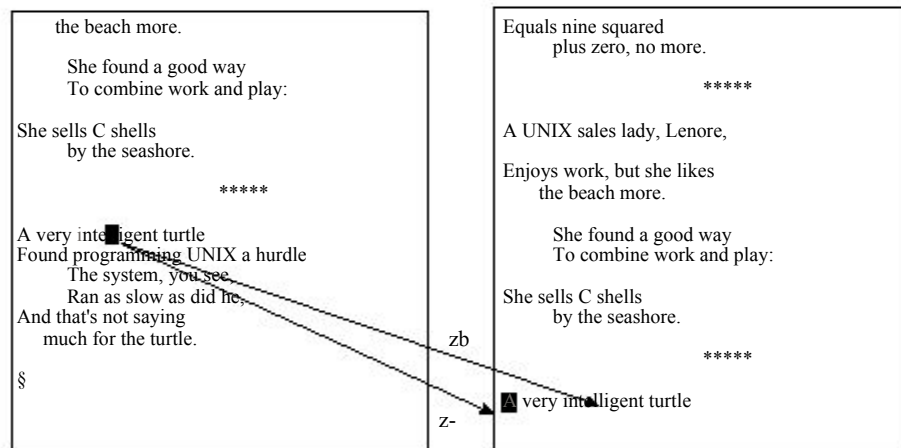 the beach more.
She found a good way
To combine work and play:
She sells C shells
by the seashore.
*****
A very intelligent turtle
Found programming UNIX a hurdle
The system, you see,
Ran as slow as did he,
And that's not saying
much for the turtle.
§
zb
z-
Equals nine squared
plus zero, no more.
*****
A UNIX sales lady, Lenore,
Enjoys work, but she likes
the beach more.
She found a good way
To combine work and play:
She sells C shells
by the seashore.
*****
A very intelligent turtle